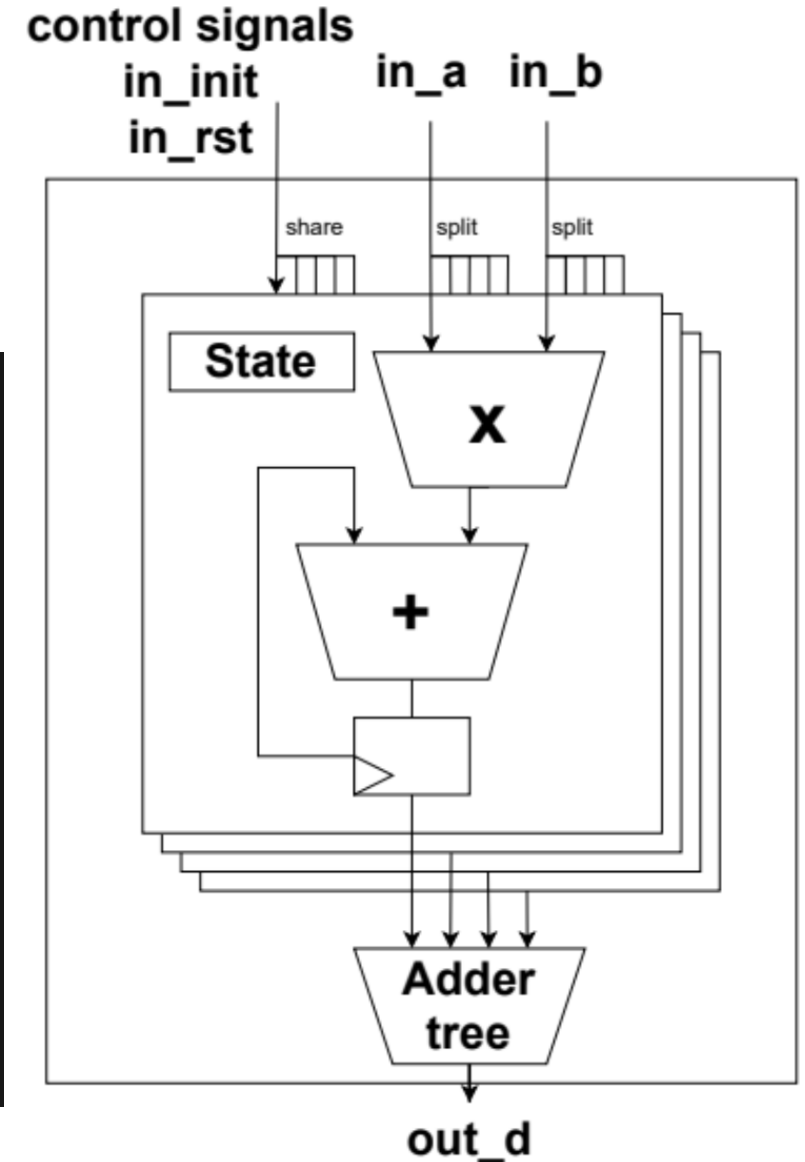 control signals
in_init
in_rst
in_a
in_b
share
split
split
State
x
+
Adder
tree
out_d